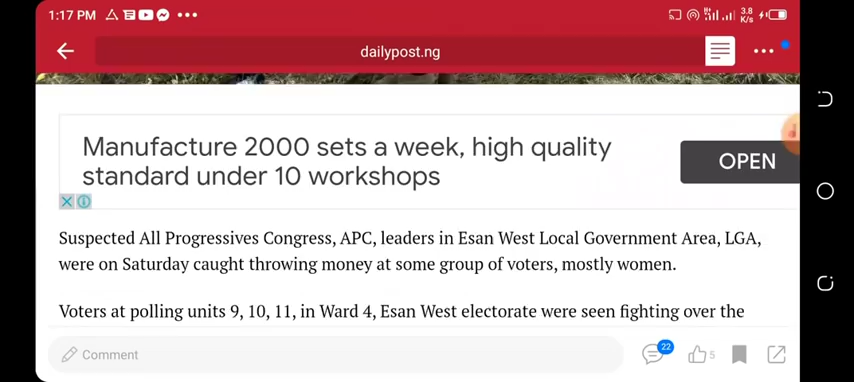 1:17 PM
3.8
K/s
dailypost.ng
Manufacture 2000 sets a week, high quality
standard under 10 workshops
OPEN
Suspected All Progressives Congress, APC, leaders in Esan West Local Government Area, LGA,
were on Saturday caught throwing money at some group of voters, mostly women.
Voters at polling units 9, 10, 11, in Ward 4, Esan West electorate were seen fighting over the
Comment
22
5